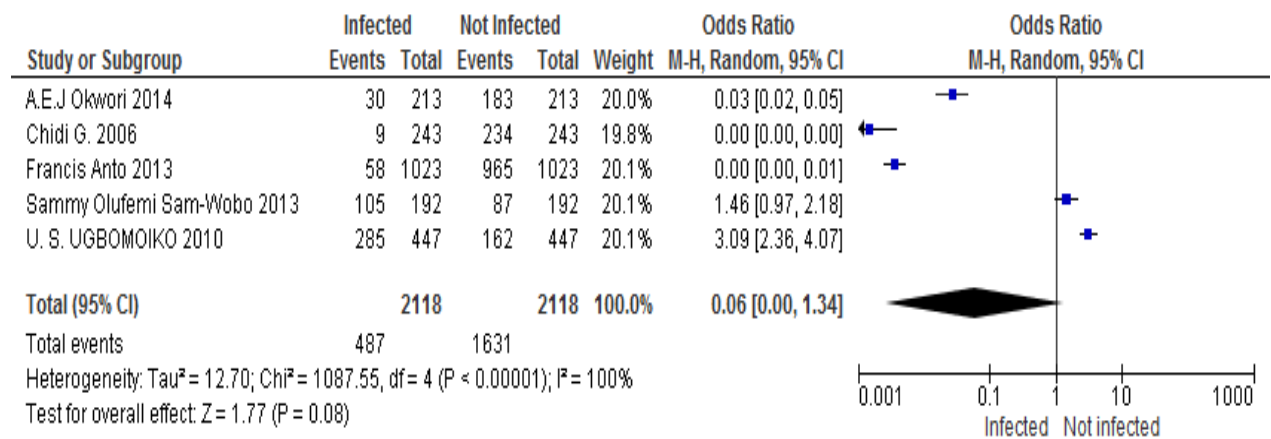 Infected Not Infected Odds Ratio Odds Ratio
Study or Subgroup Events Total Events Total Weight M-H, Random, 95% CI M-H, Random, 95% CI
A.E.J Okwori 2014 30 213 183 213 20.0% 0.03 [0.02, 0.05]
Chidi G. 2006 9 243 234 243 19.8% 0.00 [0.00, 0.00]
Francis Anto 2013 58 1023 965 1023 20.1% 0.00 [0.00, 0.01]
Sammy Olufemi Sam-Wobo 2013 105 192 87 192 20.1% 1.46 [0.97, 2.18]
U. S. UGBOMOIKO 2010 285 447 162 447 20.1% 3.09 [2.36, 4.07]
Total (95% CI) 2118 2118 100.0% 0.06 [0.00, 1.34]
Total events 487 1631
Heterogeneity: Tau² = 12.70; Chi² = 1087.55, df = 4 (P < 0.00001); I² = 100%
Test for overall effect: Z = 1.77 (P = 0.08)
0.001 0.1 1 10 1000
Infected Not infected